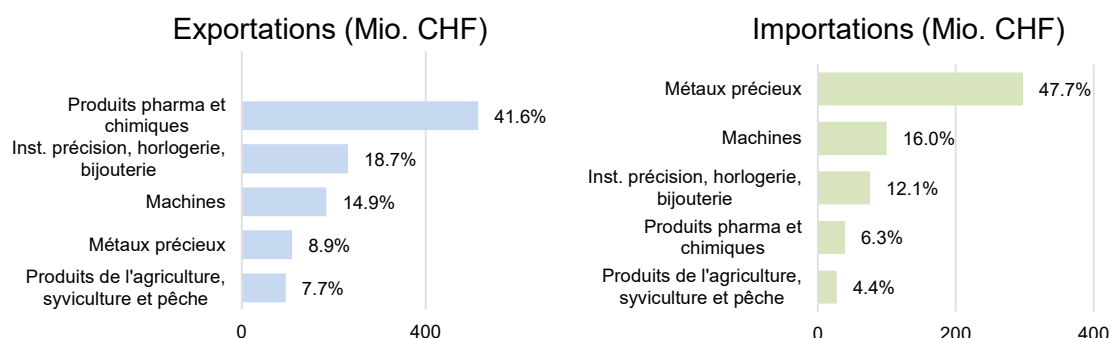 Exportations (Mio. CHF)
Produits pharma et
chimiques
41.6%
Inst. précision, horlogerie,
bijouterie
18.7%
Machines
14.9%
Métaux précieux
8.9%
Produits de l'agriculture,
syviculture et pêche
7.7%
0
400
Importations (Mio. CHF)
Métaux précieux
47.7%
Machines
16.0%
Inst. précision, horlogerie,
bijouterie
12.1%
Produits pharma et
chimiques
6.3%
Produits de l'agriculture,
syviculture et pêche
4.4%
0
200
400